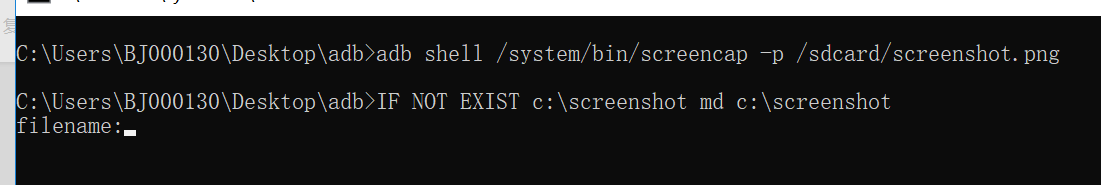 C:\Users\BJ000130\Desktop\adb>adb shell /system/bin/screencap -p /sdcard/screenshot.png
C:\Users\BJ000130\Desktop\adb>IF NOT EXIST c:\screenshot md c:\screenshot
filename: